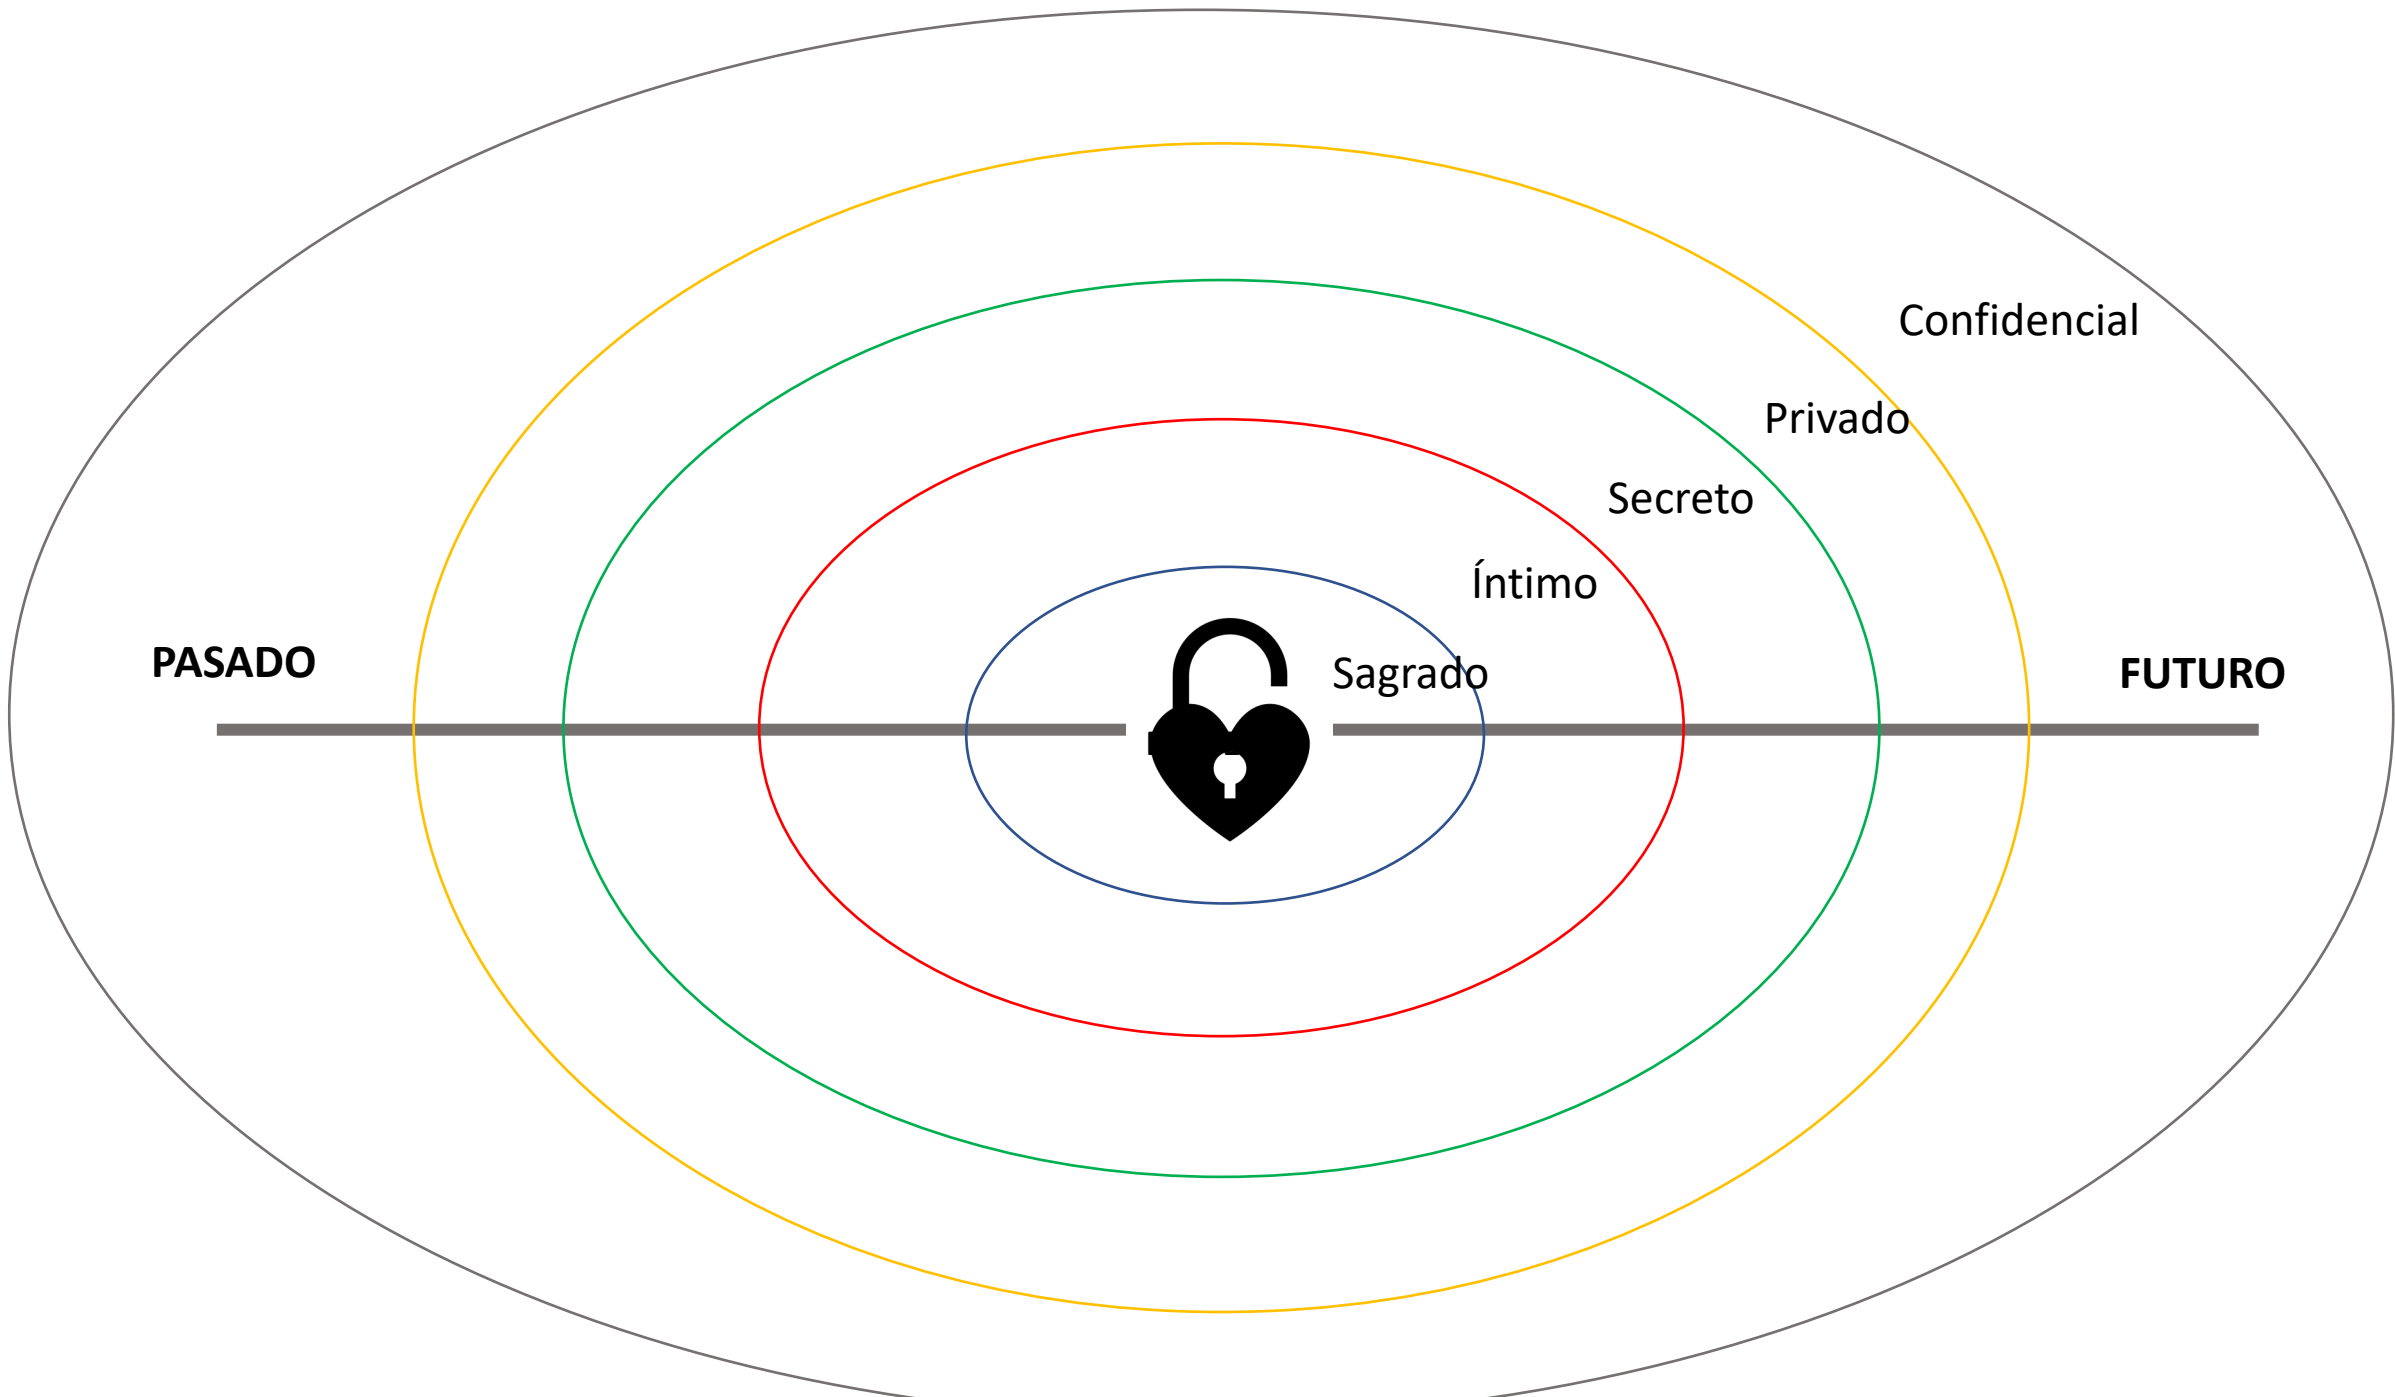 Confidencial
Privado
Secreto
Íntimo
PASADO
Sagrado
FUTURO